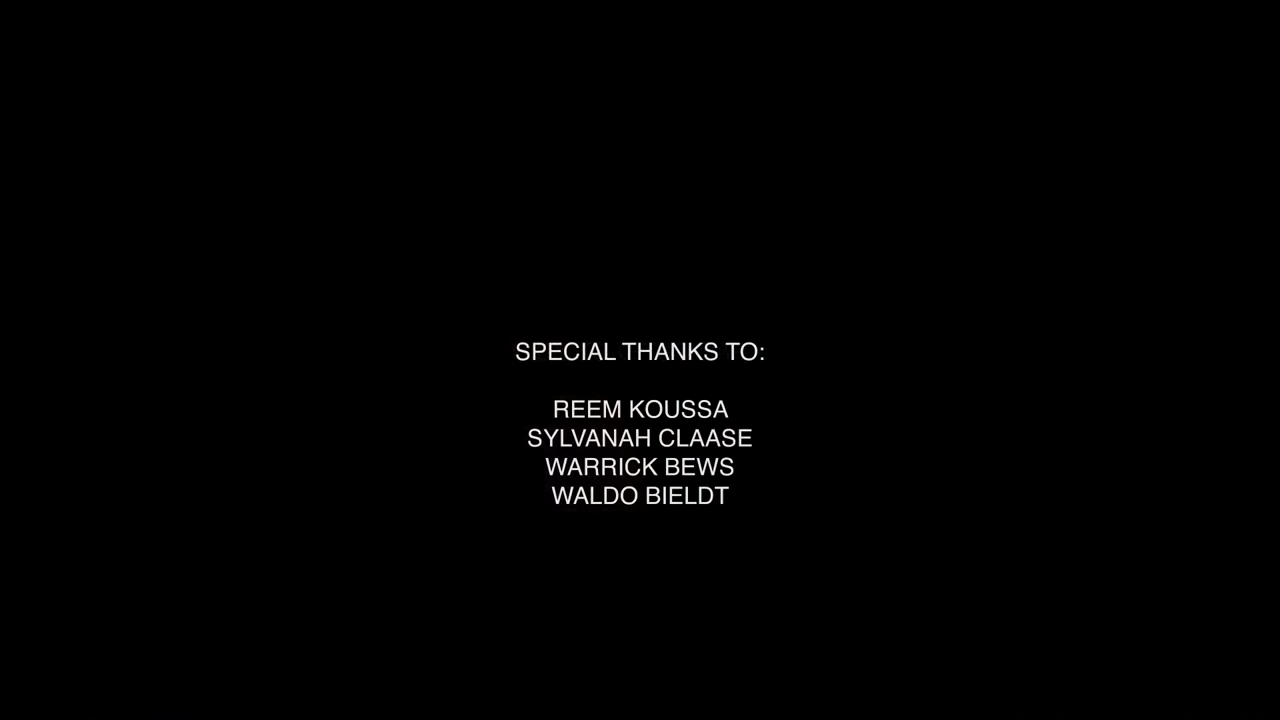 SPECIAL THANKS TO:
REEM KOUSSA
SYLVANAH CLAASE
WARRICK BEWS
WALDO BIELDT